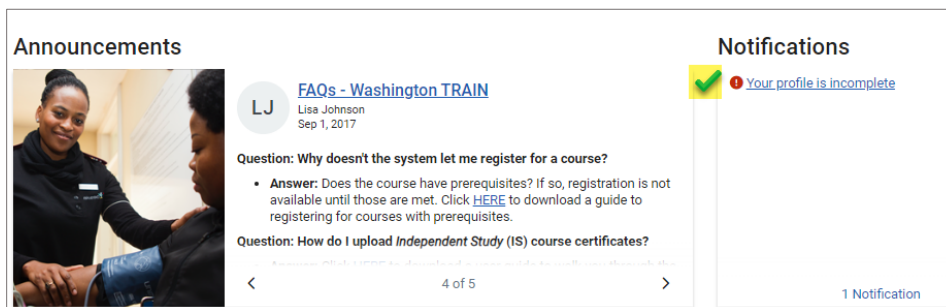 Announcements
LJ
FAQs - Washington TRAIN
Lisa Johnson
Sep 1, 2017
Question: Why doesn't the system let me register for a course?
• Answer: Does the course have prerequisites? If so, registration is not
available until those are met. Click HERE to download a guide to
registering for courses with prerequisites.
Question: How do I upload Independent Study (IS) course certificates?
4 of 5
Notifications
Your profile is incomplete
1 Notification